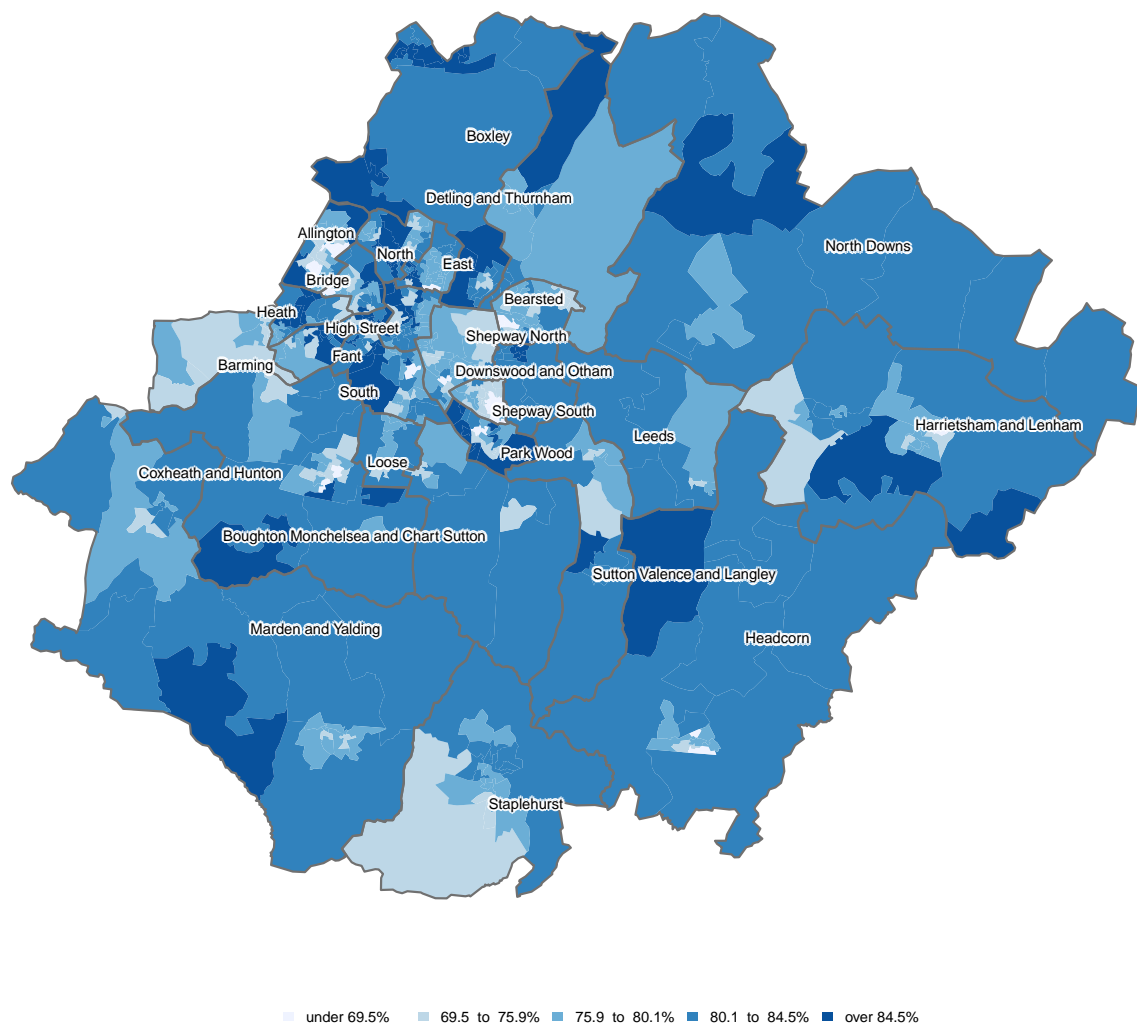 Boxley
Detling and Thurnham
Allington
North
North Downs
East
Bridge
Bearsted
Heath
High Street
Shepway North
Fant
Barming
Downswood and Otham
South
Shepway South
Harrietsham and Lenham
Leeds
Park Wood
Loose
Coxheath and Hunton
Boughton Monchelsea and Chart Sutton
Sutton Valence and Langley
Marden and Yalding
Headcorn
Staplehurst
under 69.5% 69.5 to 75.9% 75.9 to 80.1% 80.1 to 84.5% over 84.5%